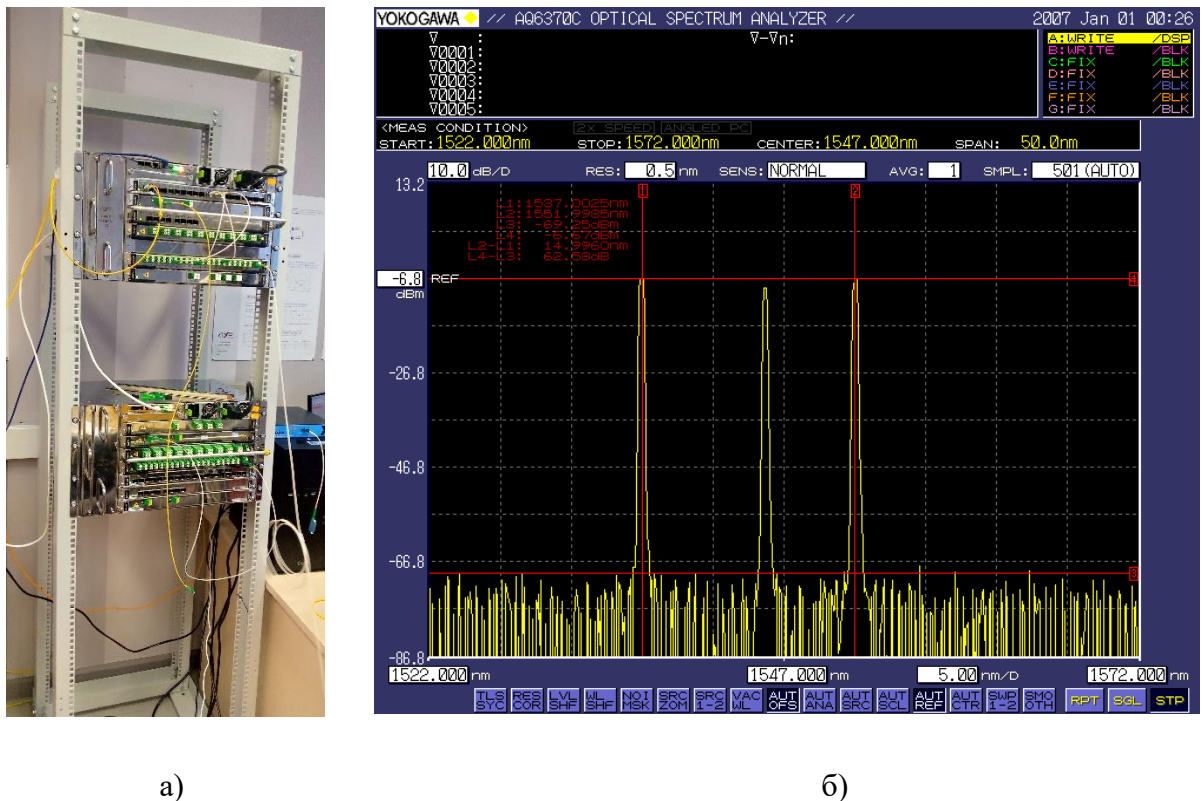 YOKOGAWA // AQ6370C OPTICAL SPECTRUM ANALYZER // 2007 Jan 01 00:26
∇ : ∇-∇n:
∇0001:
∇0002:
∇0003:
∇0004:
∇0005:
A:WRITE /DSP
B:WRITE /BLK
C:FIX /BLK
D:FIX /BLK
E:FIX /BLK
F:FIX /BLK
G:FIX /BLK
<MEAS CONDITION> 2X SPEED ANGLED PC
START:1522.000nm STOP:1572.000nm CENTER:1547.000nm SPAN: 50.0nm
10.0 dB/D RES: 0.5 nm SENS: NORMAL AVG: 1 SMPL: 501(AUTO)
13.2
1 2
L1:1537.0025nm
L2:1551.9985nm
L3: -69.25dBm
L4: -6.67dBm
L2-L1: 14.9960nm
L4-L3: 62.58dB
-6.8 REF 4
dBm
-26.8
-46.8
-66.8
3
-86.8
1522.000 nm 1547.000 nm 5.00 nm/D 1572.000 nm
TLS SYC RES COR LVL SHF WL SHF NOI MSK SRC ZOM SRC 1-2 VAC WL AUT OFS AUT ANA AUT SRC AUT SCL AUT REF AUT CTR SWP 1-2 SMO OTH RPT SGL STP
а) б)